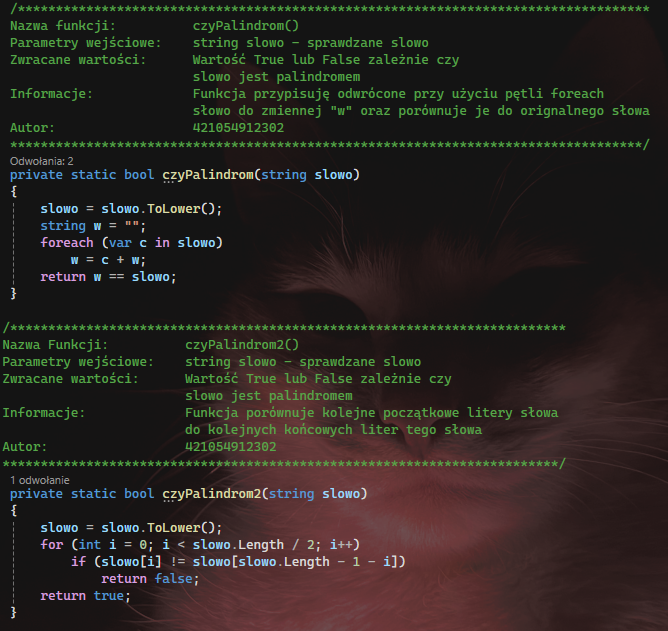 /***********************************************************************************
Nazwa funkcji:          czyPalindrom()
Parametry wejściowe:    string slowo - sprawdzane slowo
Zwracane wartości:      Wartość True lub False zależnie czy
                        slowo jest palindromem
Informacje:             Funkcja przypisuję odwrócone przy użyciu pętli foreach
                        słowo do zmiennej "w" oraz porównuje je do orignalnego słowa
Autor:                  421054912302
***********************************************************************************/
Odwołania: 2
private static bool czyPalindrom(string slowo)
{
    slowo = slowo.ToLower();
    string w = "";
    foreach (var c in slowo)
        w = c + w;
    return w == slowo;
}
/*************************************************************************
Nazwa Funkcji:          czyPalindrom2()
Parametry wejściowe:    string slowo - sprawdzane slowo
Zwracane wartości:      Wartość True lub False zależnie czy
                        slowo jest palindromem
Informacje:             Funkcja porównuje kolejne początkowe litery słowa
                        do kolejnych końcowych liter tego słowa
Autor:                  421054912302
*************************************************************************/
1 odwołanie
private static bool czyPalindrom2(string slowo)
{
    slowo = slowo.ToLower();
    for (int i = 0; i < slowo.Length / 2; i++)
        if (slowo[i] != slowo[slowo.Length - 1 - i])
            return false;
    return true;
}